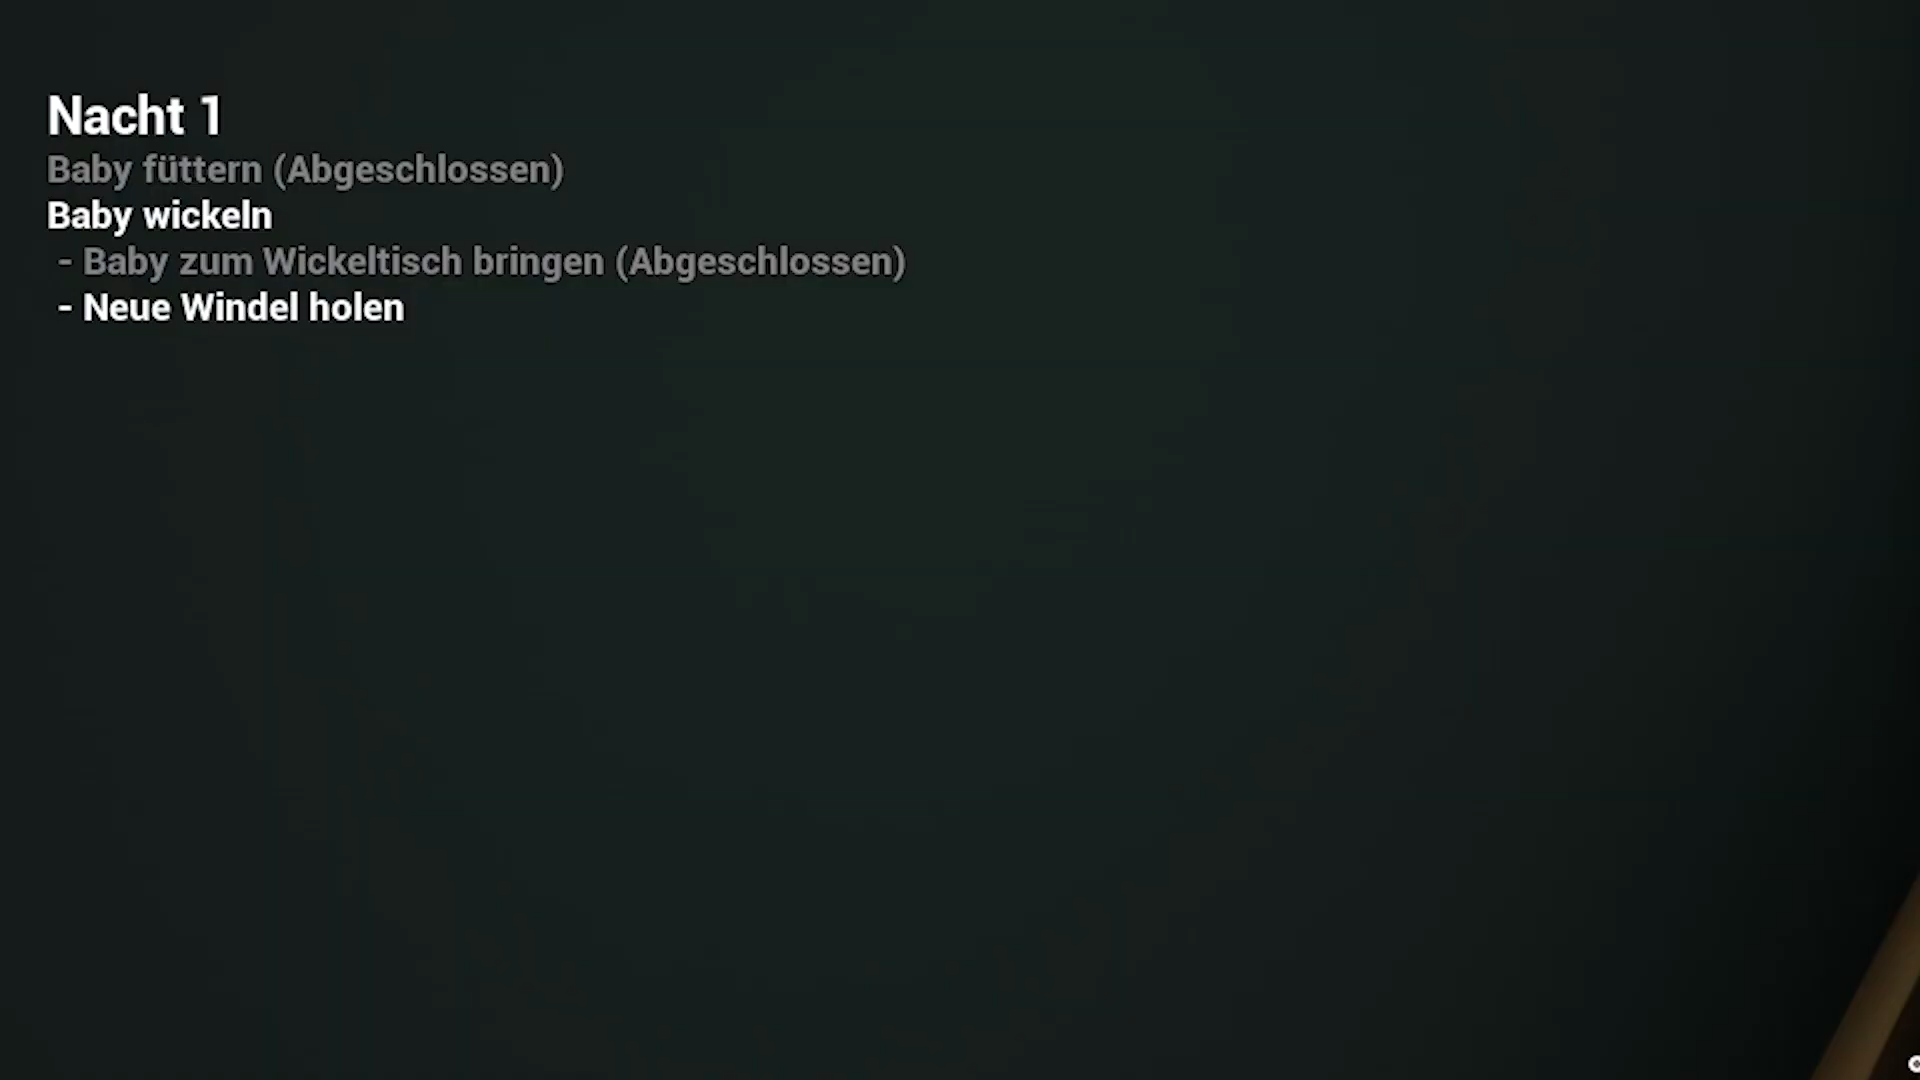 Nacht 1
Baby füttern (Abgeschlossen)
Baby wickeln
- Baby zum Wickeltisch bringen (Abgeschlossen)
- Neue Windel holen